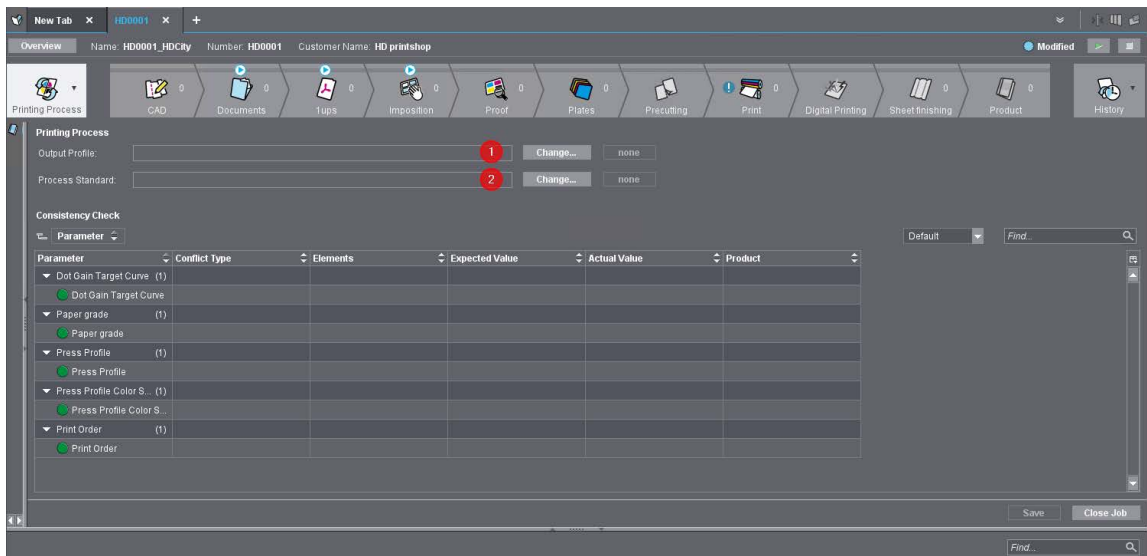 New Tab × HD0001 × +
Overview Name: HD0001_HDCity Number: HD0001 Customer Name: HD printshop Modified
0 0 0 0 0 0 0 0 0
Printing Process CAD Documents 1ups Imposition Proof Plates Precutting Print Digital Printing Sheet finishing Product History
Printing Process
Output Profile: 1 Change... none
Process Standard: 2 Change... none
Consistency Check
Parameter Default Find...
Parameter Conflict Type Elements Expected Value Actual Value Product
Dot Gain Target Curve (1)
Dot Gain Target Curve
Paper grade (1)
Paper grade
Press Profile (1)
Press Profile
Press Profile Color S... (1)
Press Profile Color S...
Print Order (1)
Print Order
Save Close Job
Find...